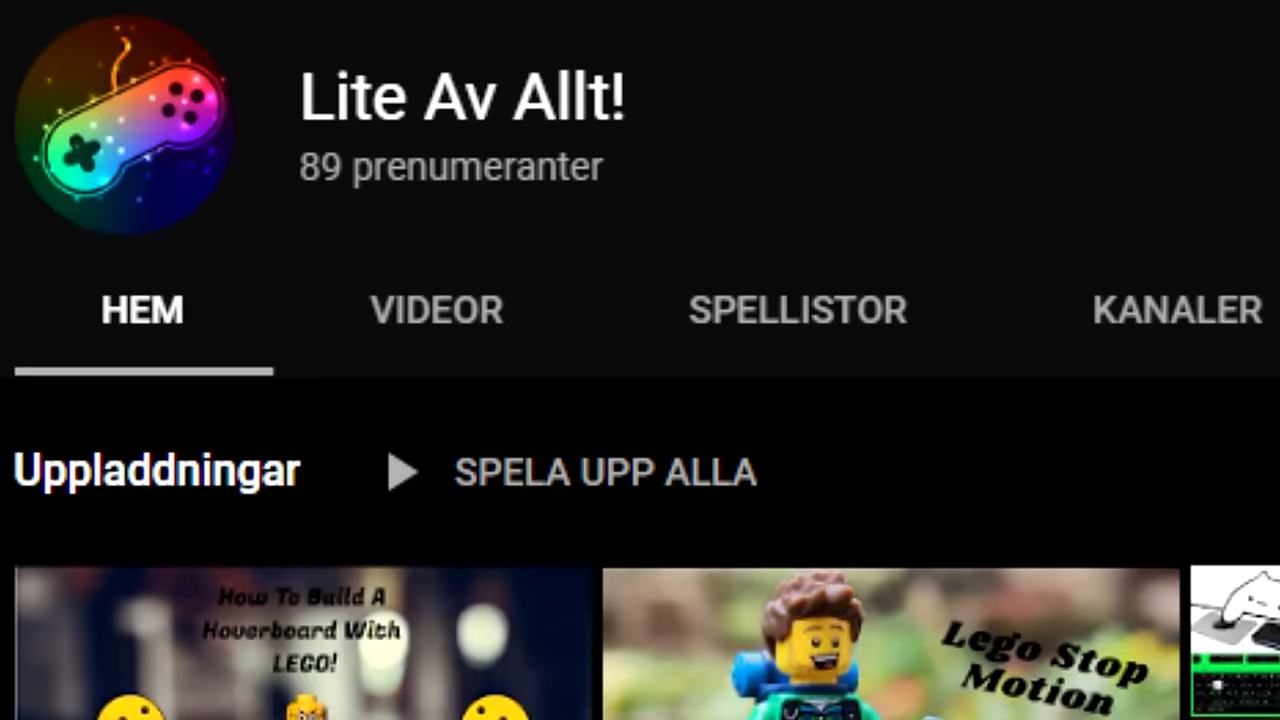 Lite Av Allt!
89 prenumeranter
HEM VIDEOR SPELLISTOR KANALER
Uppladdningar SPELA UPP ALLA
How To Build A
Hoverboard With
LEGO!
Lego Stop
Motion